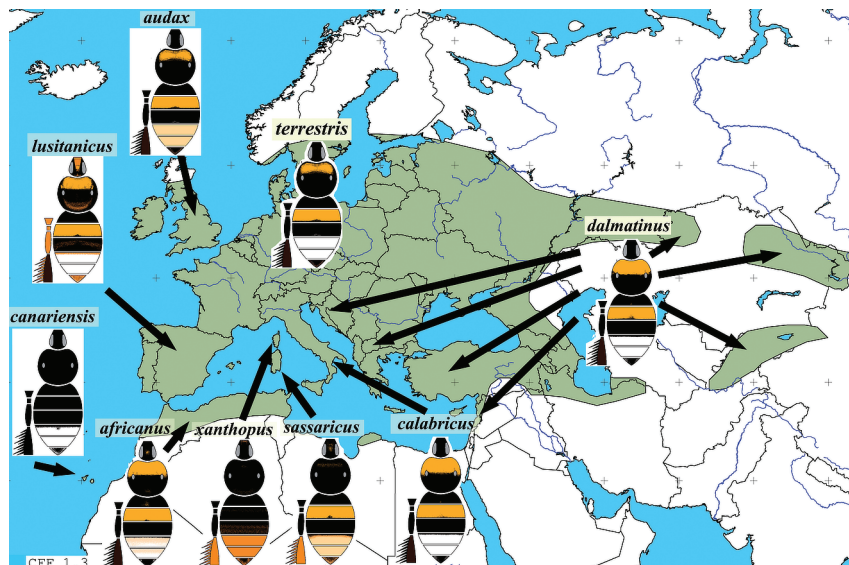 audax
lusitanicus
terrestris
dalmatinus
canariensis
africanus
xanthopus
sassaricus
calabricus